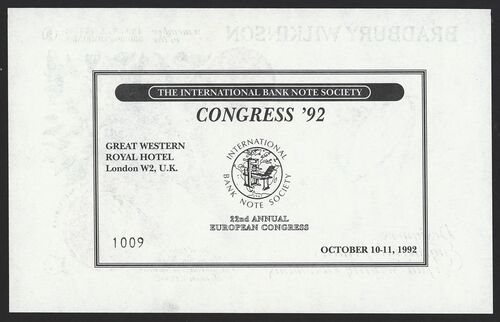 THE INTERNATIONAL BANK NOTE SOCIETY
CONGRESS '92
GREAT WESTERN
ROYAL HOTEL
London W2, U.K.
INTERNATIONAL
BANK NOTE SOCIETY
22nd ANNUAL
EUROPEAN CONGRESS
1009
OCTOBER 10-11, 1992
BRADBURY WILKINSON